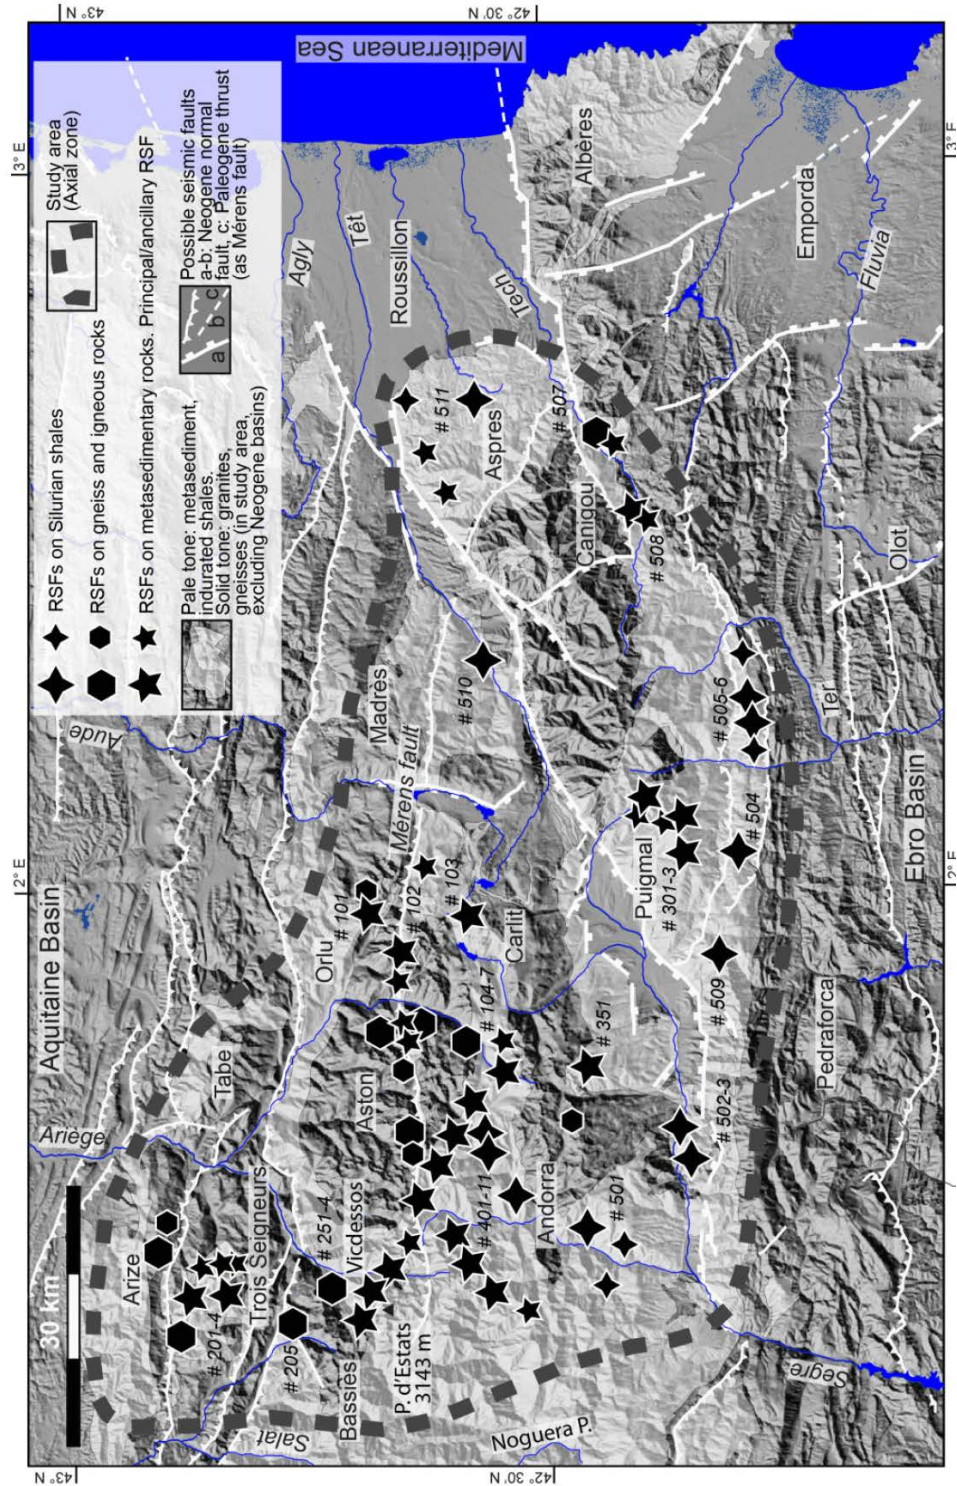 43° N
42° 30' N
3° E
2° E
3° E
2° E
43° N
42° 30' N
RSFs on Silurian shales
RSFs on gneiss and igneous rocks
RSFs on metasedimentary rocks. Principal/ancillary RSF
Study area
(Axial zone)
Pale tone: metasediment,
indurated shales.
Solid tone: granites,
gneisses (in study area,
excluding Neogene basins)
a
b
c
Possible seismic faults
a-b: Neogene normal
fault, c: Paleogene thrust
(as Mérens fault)
Mediterranean Sea
Aquitaine Basin
30 km
Ariège
Aude
Agly
Têt
Roussillon
Tech
Albères
Emporda
Fluvia
Arize
Tabe
Trois Seigneurs
# 201-4
# 205
Salat
Bassiès
# 251-4
Vicdessos
P. d'Estats
3143 m
Noguera P.
Aston
Orlu
# 101
# 102
Mérens fault
# 103
Madrès
# 510
# 511
Aspres
# 507
Canigou
# 508
# 104-7
Carlit
# 401-11
Andorra
# 351
# 501
Puigmal
# 301-3
# 505-6
# 504
# 509
# 502-3
Ter
Olot
Segre
Pedraforca
Ebro Basin